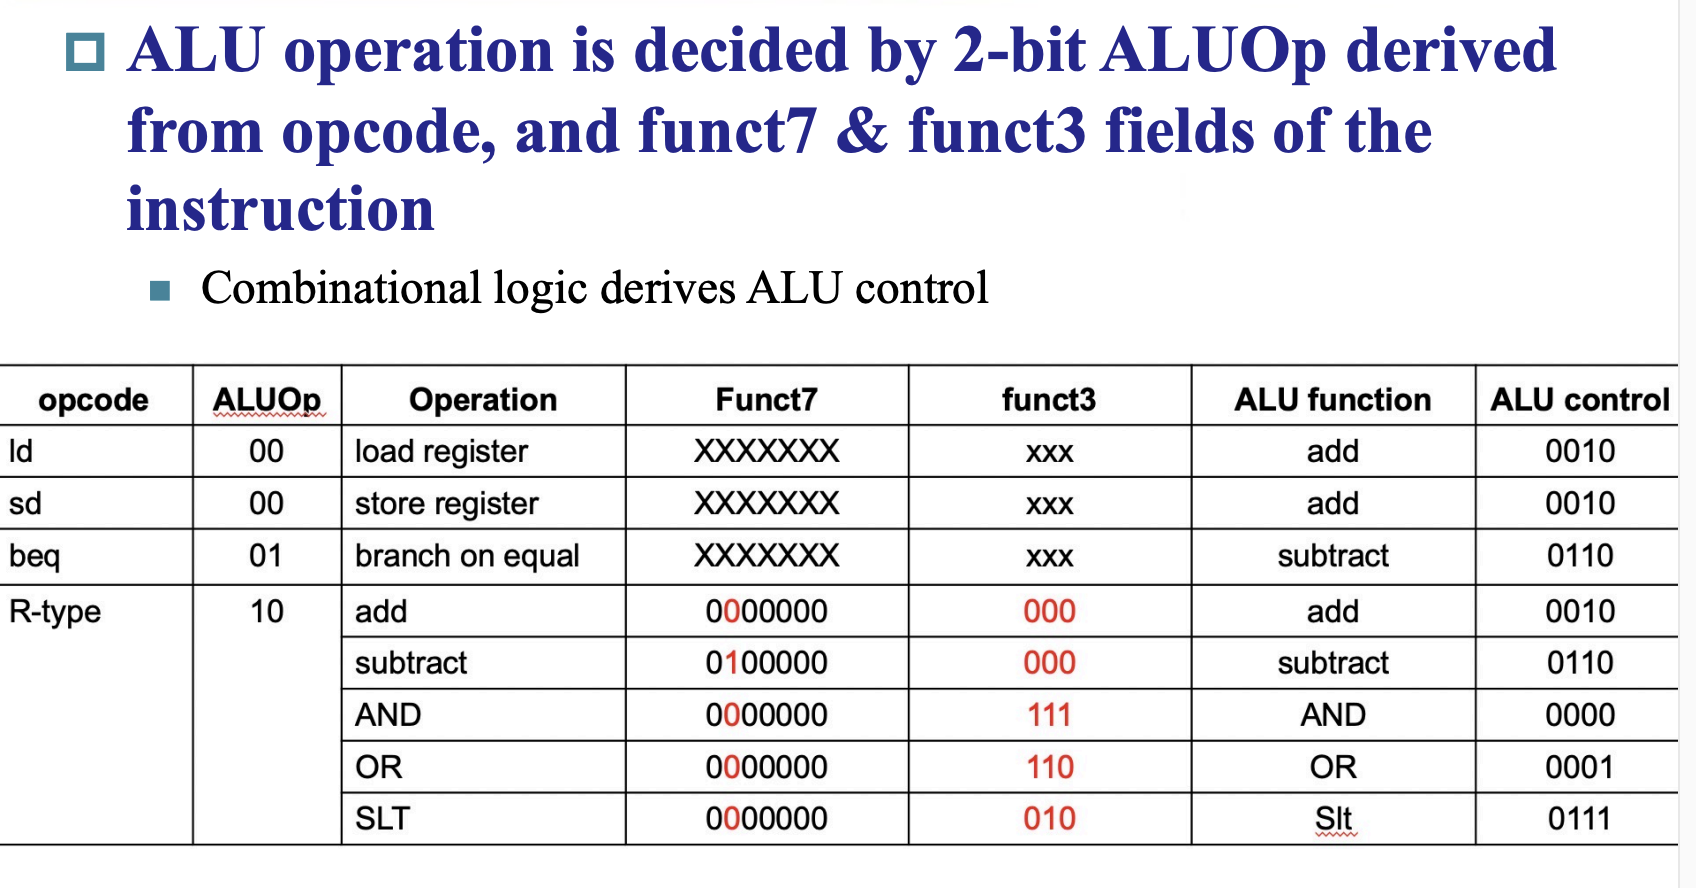 ALU operation is decided by 2-bit ALUOp derived
from opcode, and funct7 & funct3 fields of the
instruction
Combinational logic derives ALU control
opcode ALUOp Operation Funct7 funct3 ALU function ALU control
ld 00 load register XXXXXXX xxx add 0010
sd 00 store register XXXXXXX xxx add 0010
beq 01 branch on equal XXXXXXX xxx subtract 0110
R-type 10 add 0000000 000 add 0010
subtract 0100000 000 subtract 0110
AND 0000000 111 AND 0000
OR 0000000 110 OR 0001
SLT 0000000 010 Slt 0111